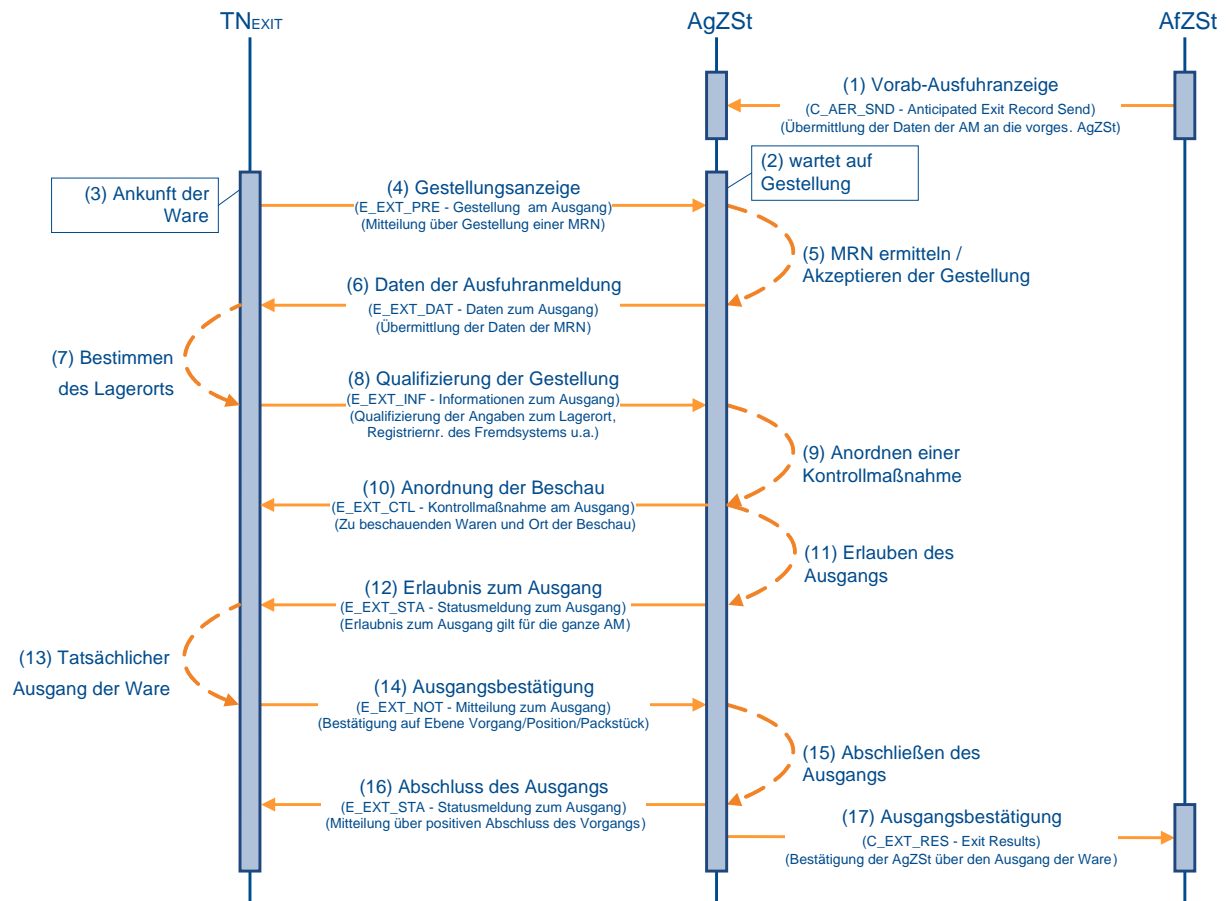 TNEXIT
AgZSt
AfZSt
(1) Vorab-Ausfuhranzeige
(C_AER_SND - Anticipated Exit Record Send)
(Übermittlung der Daten der AM an die vorges. AgZSt)
(2) wartet auf
Gestellung
(3) Ankunft der
Ware
(4) Gestellungsanzeige
(E_EXT_PRE - Gestellung am Ausgang)
(Mitteilung über Gestellung einer MRN)
(5) MRN ermitteln /
Akzeptieren der Gestellung
(6) Daten der Ausfuhranmeldung
(E_EXT_DAT - Daten zum Ausgang)
(Übermittlung der Daten der MRN)
(7) Bestimmen
des Lagerorts
(8) Qualifizierung der Gestellung
(E_EXT_INF - Informationen zum Ausgang)
(Qualifizierung der Angaben zum Lagerort,
Registriernr. des Fremdsystems u.a.)
(9) Anordnen einer
Kontrollmaßnahme
(10) Anordnung der Beschau
(E_EXT_CTL - Kontrollmaßnahme am Ausgang)
(Zu beschauenden Waren und Ort der Beschau)
(11) Erlauben des
Ausgangs
(12) Erlaubnis zum Ausgang
(E_EXT_STA - Statusmeldung zum Ausgang)
(Erlaubnis zum Ausgang gilt für die ganze AM)
(13) Tatsächlicher
Ausgang der Ware
(14) Ausgangsbestätigung
(E_EXT_NOT - Mitteilung zum Ausgang)
(Bestätigung auf Ebene Vorgang/Position/Packstück)
(15) Abschließen des
Ausgangs
(16) Abschluss des Ausgangs
(E_EXT_STA - Statusmeldung zum Ausgang)
(Mitteilung über positiven Abschluss des Vorgangs)
(17) Ausgangsbestätigung
(C_EXT_RES - Exit Results)
(Bestätigung der AgZSt über den Ausgang der Ware)